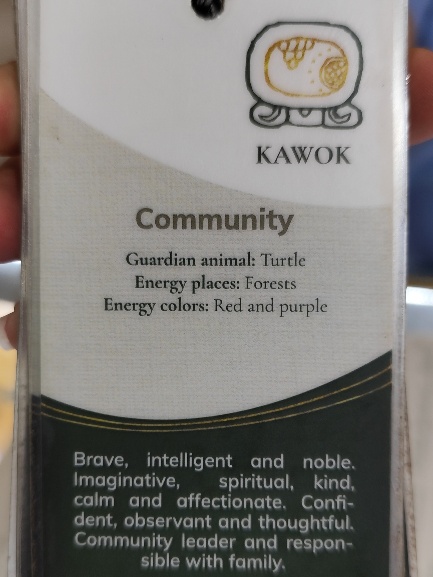 KAWOK
Community
Guardian animal: Turtle
Energy places: Forests
Energy colors: Red and purple
Brave, intelligent and noble.
Imaginative, spiritual, kind,
calm and affectionate. Confi-
dent, observant and thoughtful.
Community leader and respon-
sible with family.